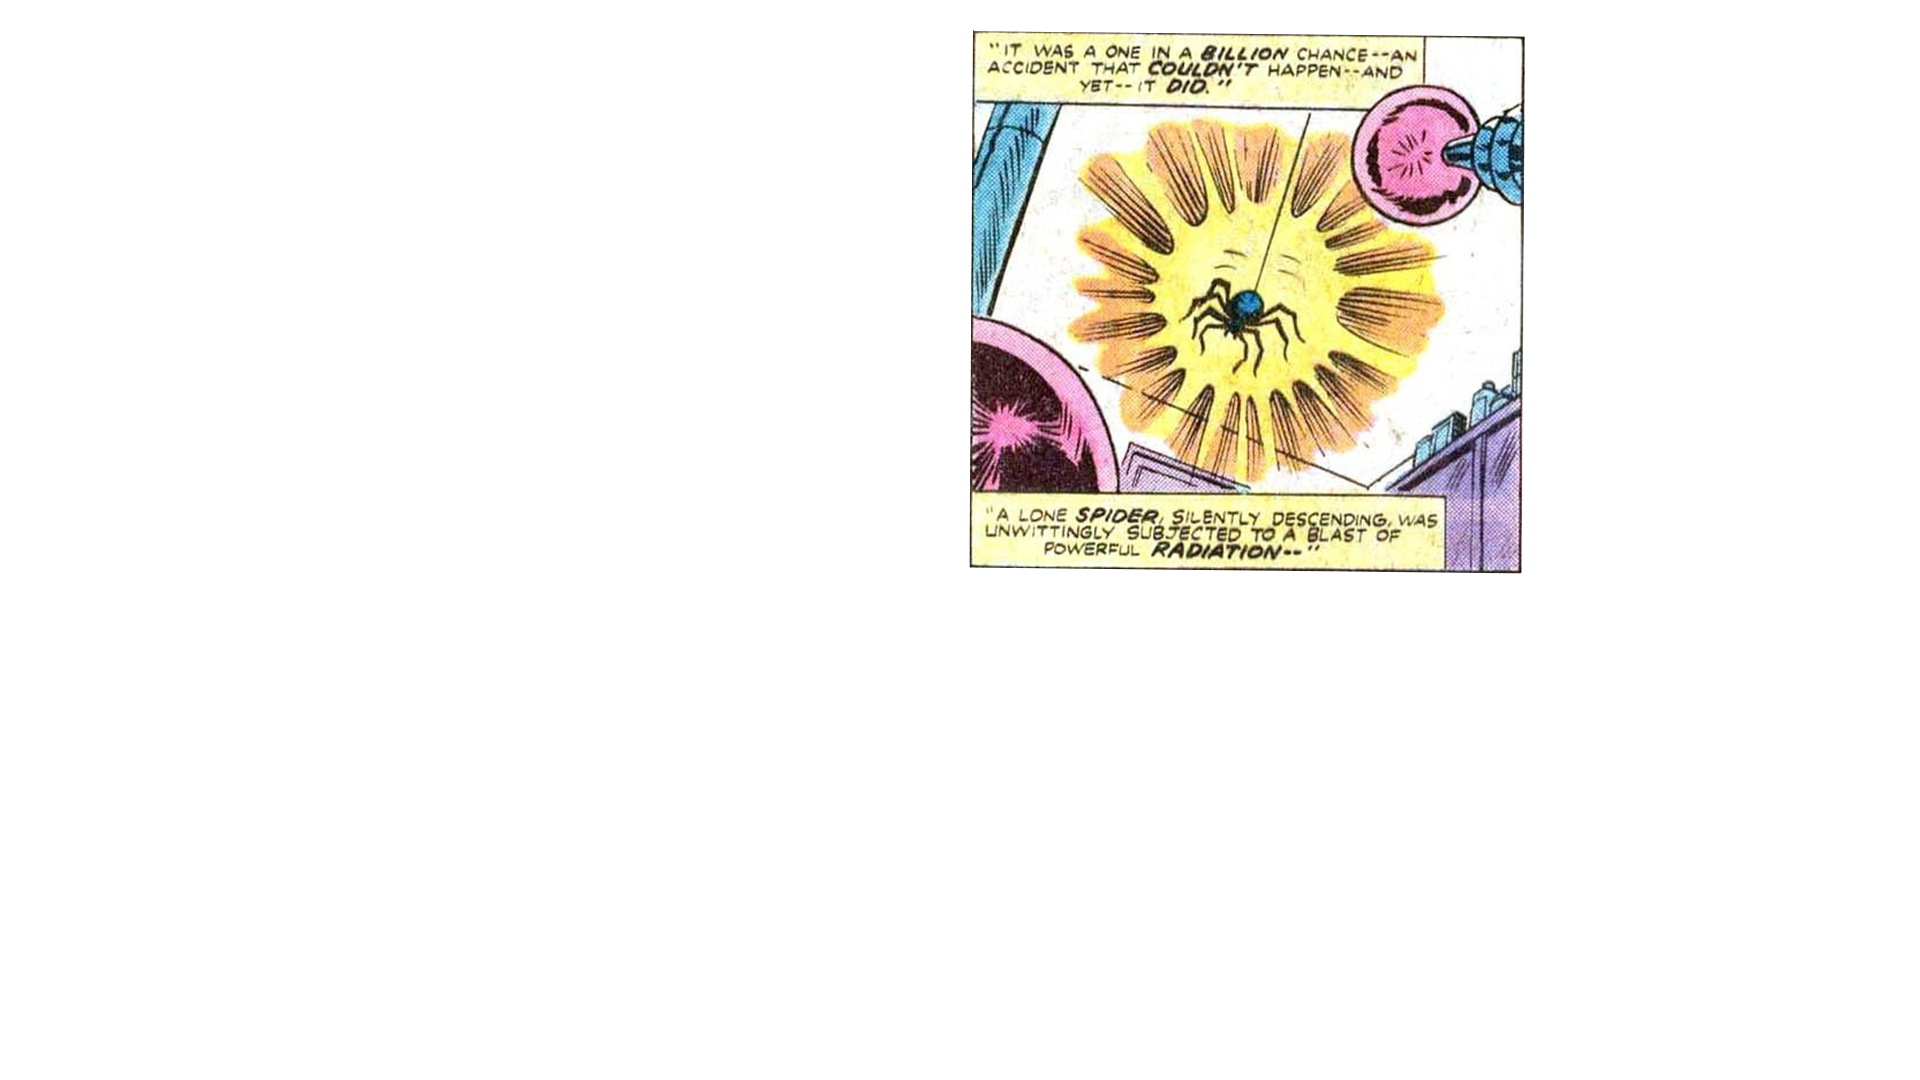 "IT WAS A ONE IN A BILLION CHANCE--AN
ACCIDENT THAT COULDN'T HAPPEN--AND
YET--IT DID."
"A LONE SPIDER, SILENTLY DESCENDING, WAS
UNWITTINGLY SUBJECTED TO A BLAST OF
POWERFUL RADIATION--"